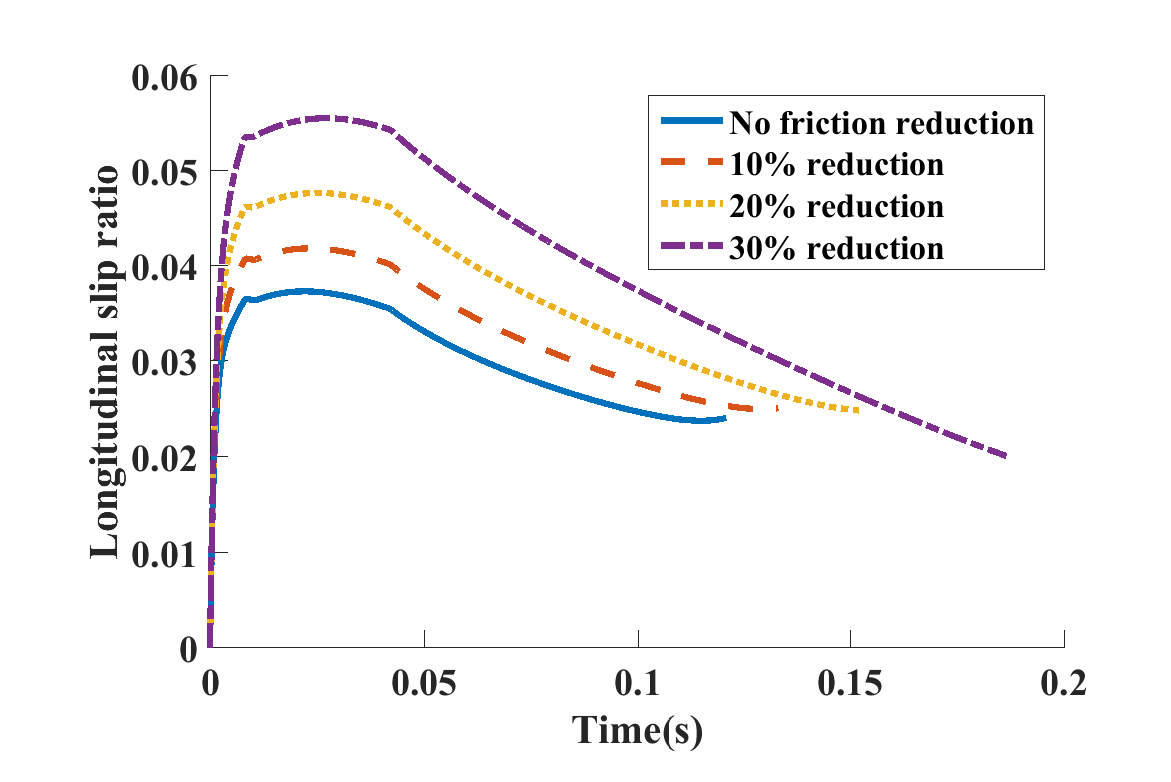 0.06
0.05
0.04
0.03
0.02
0.01
0
Longitudinal slip ratio
No friction reduction
10% reduction
20% reduction
30% reduction
0 0.05 0.1 0.15 0.2
Time(s)